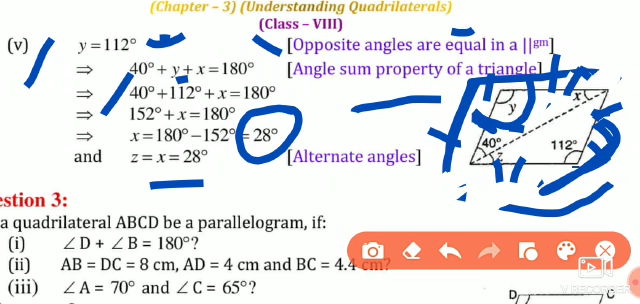 (Chapter – 3) (Understanding Quadrilaterals)
(Class – VIII)
(v) y = 112° [Opposite angles are equal in a ||gm]
⇒ 40° + y + x = 180° [Angle sum property of a triangle]
⇒ 40° + 112° + x = 180°
⇒ 152° + x = 180°
⇒ x = 180° – 152° = 28°
and z = x = 28° [Alternate angles]
x
y
40°
z
112°
estion 3:
a quadrilateral ABCD be a parallelogram, if:
(i) ∠D + ∠B = 180°?
(ii) AB = DC = 8 cm, AD = 4 cm and BC = 4.4 cm?
(iii) ∠A = 70° and ∠C = 65°?
D C
V RECORDER